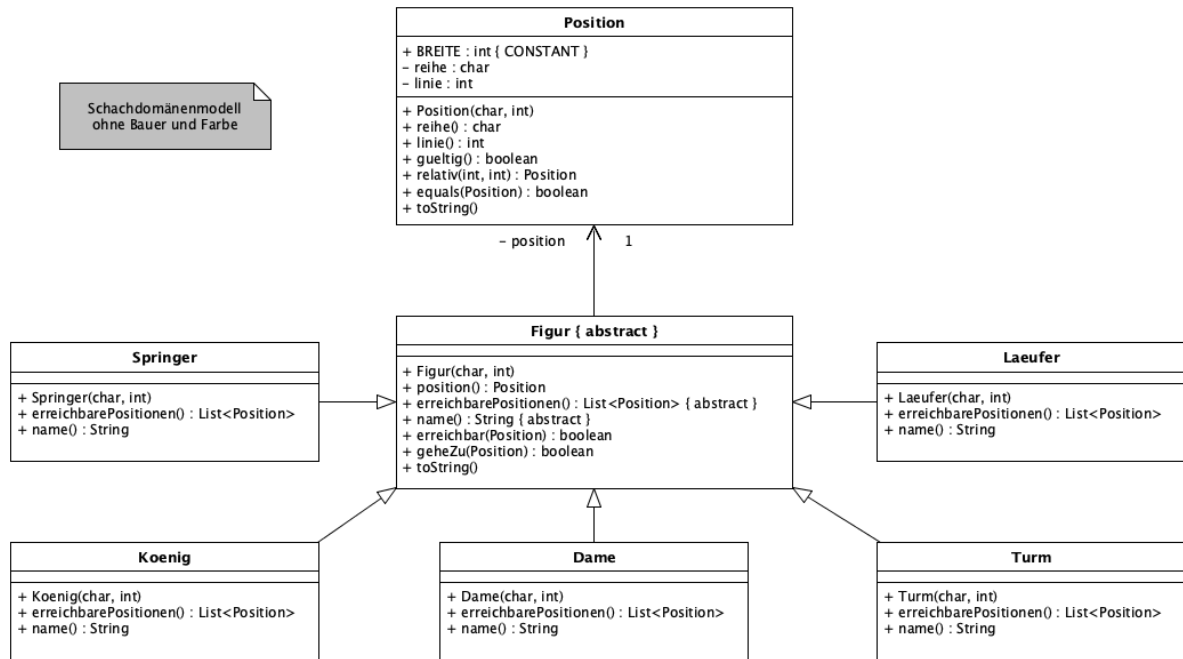 Position
+ BREITE : int { CONSTANT }
– reihe : char
– linie : int
+ Position(char, int)
+ reihe() : char
+ linie() : int
+ gueltig() : boolean
+ relativ(int, int) : Position
+ equals(Position) : boolean
+ toString()
Schachdomänenmodell
ohne Bauer und Farbe
– position
1
Figur { abstract }
+ Figur(char, int)
+ position() : Position
+ erreichbarePositionen() : List<Position> { abstract }
+ name() : String { abstract }
+ erreichbar(Position) : boolean
+ geheZu(Position) : boolean
+ toString()
Springer
+ Springer(char, int)
+ erreichbarePositionen() : List<Position>
+ name() : String
Laeufer
+ Laeufer(char, int)
+ erreichbarePositionen() : List<Position>
+ name() : String
Koenig
+ Koenig(char, int)
+ erreichbarePositionen() : List<Position>
+ name() : String
Dame
+ Dame(char, int)
+ erreichbarePositionen() : List<Position>
+ name() : String
Turm
+ Turm(char, int)
+ erreichbarePositionen() : List<Position>
+ name() : String